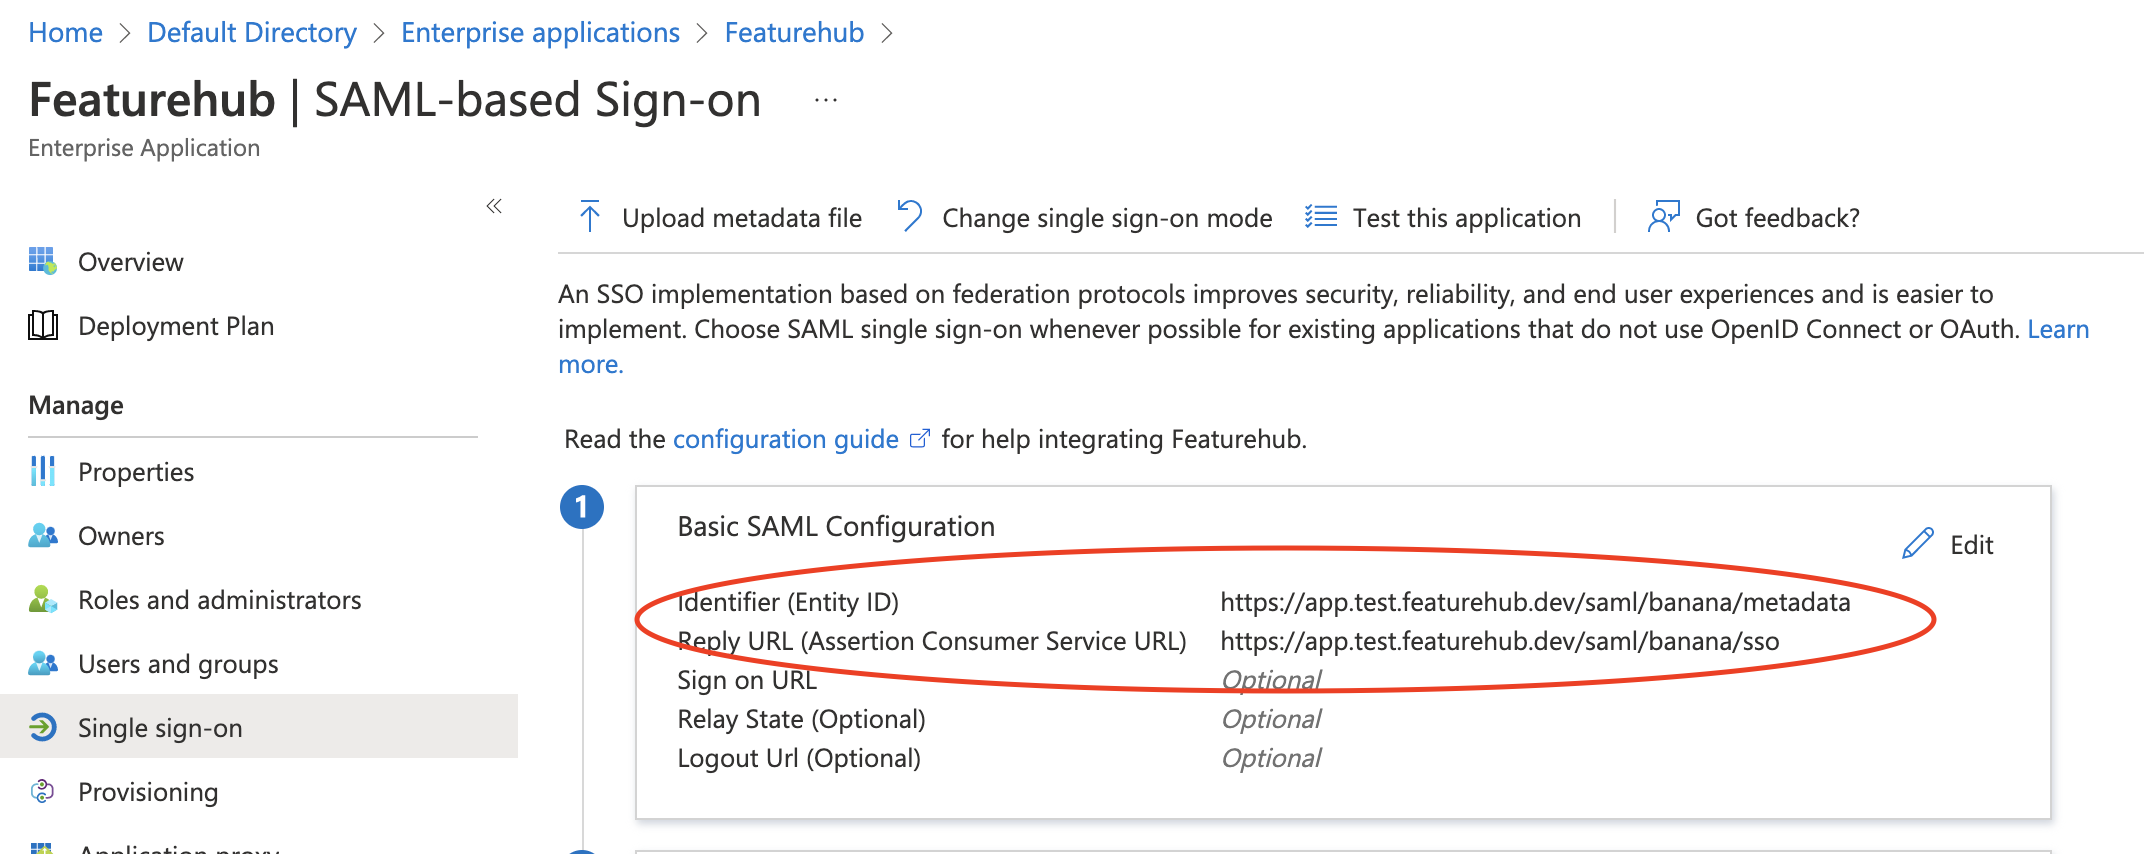 Home > Default Directory > Enterprise applications > Featurehub >
Featurehub | SAML-based Sign-on ...
Enterprise Application
«
Upload metadata file Change single sign-on mode Test this application Got feedback?
Overview
Deployment Plan
Manage
Properties
Owners
Roles and administrators
Users and groups
Single sign-on
Provisioning
Application proxy
An SSO implementation based on federation protocols improves security, reliability, and end user experiences and is easier to
implement. Choose SAML single sign-on whenever possible for existing applications that do not use OpenID Connect or OAuth. Learn
more.
Read the configuration guide for help integrating Featurehub.
1
Basic SAML Configuration
Edit
Identifier (Entity ID) https://app.test.featurehub.dev/saml/banana/metadata
Reply URL (Assertion Consumer Service URL) https://app.test.featurehub.dev/saml/banana/sso
Sign on URL Optional
Relay State (Optional) Optional
Logout Url (Optional) Optional